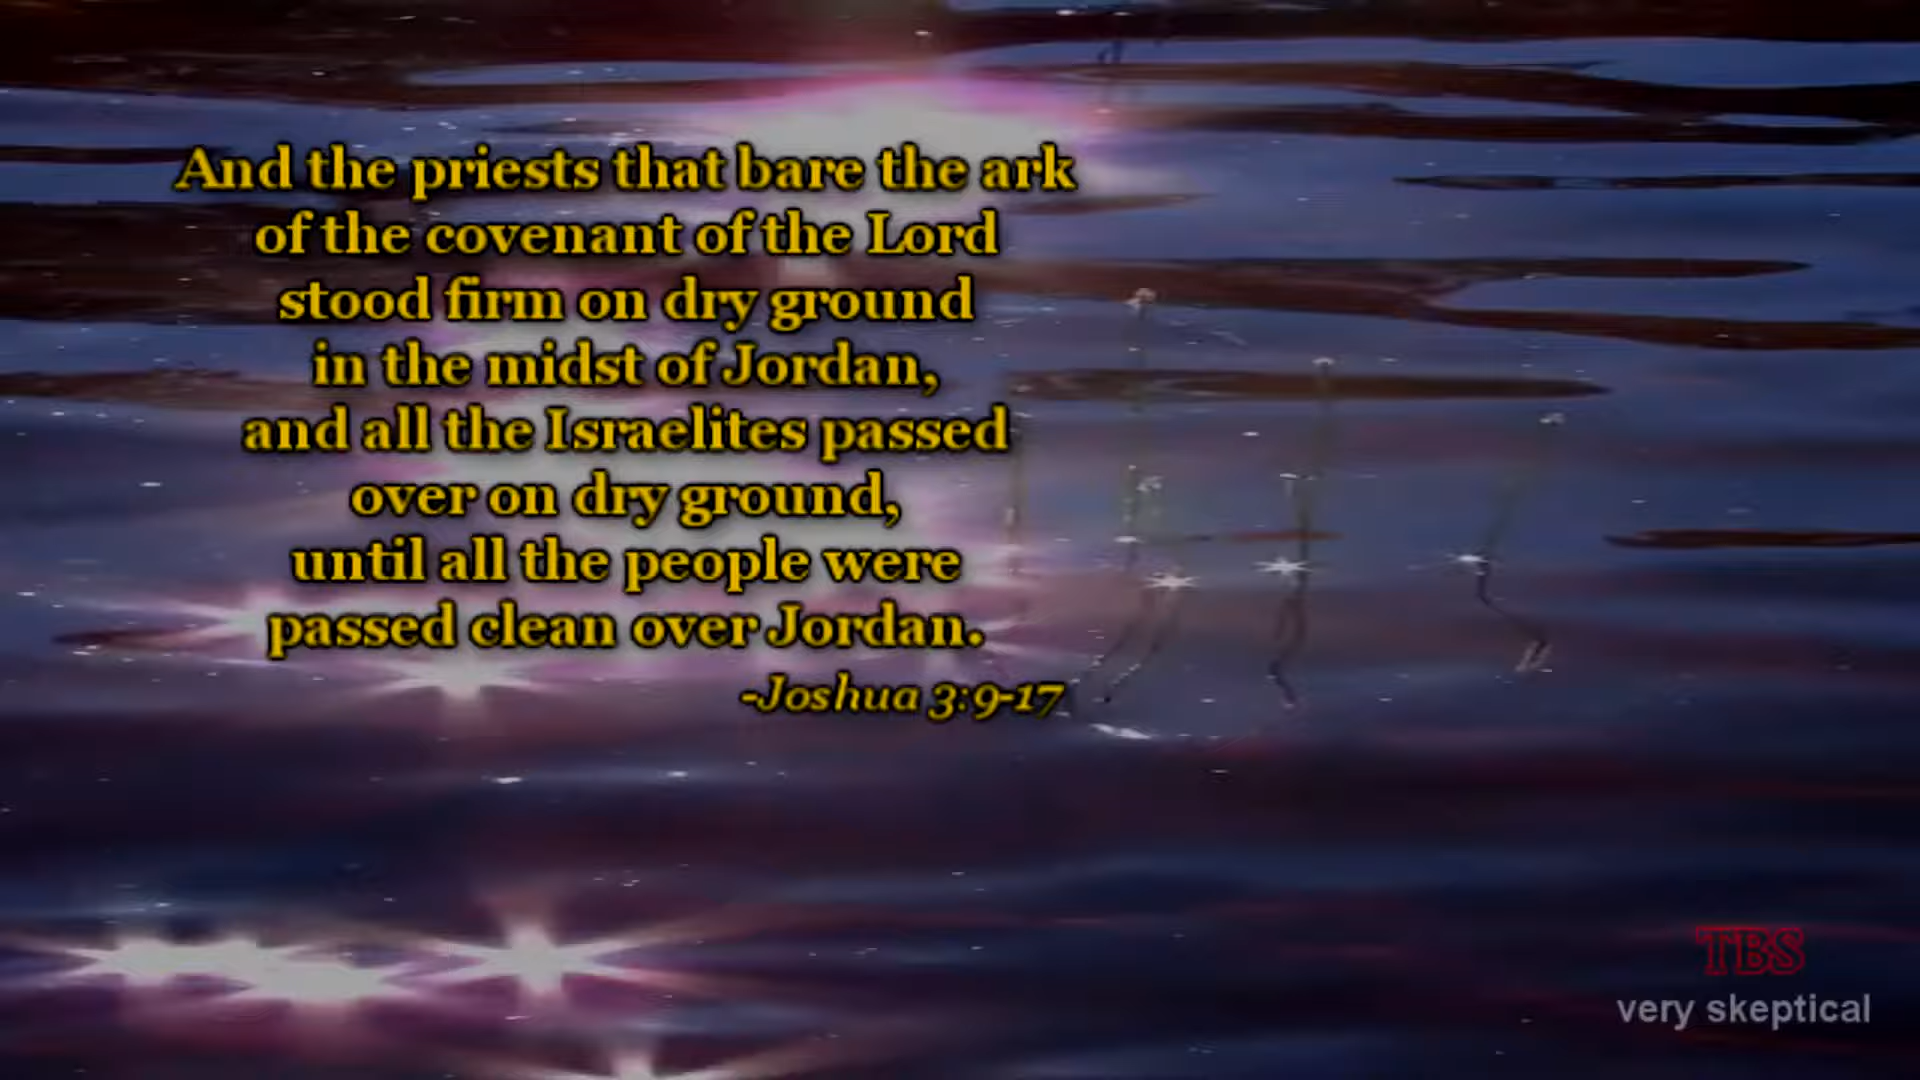 And the priests that bare the ark
of the covenant of the Lord
stood firm on dry ground
in the midst of Jordan,
and all the Israelites passed
over on dry ground,
until all the people were
passed clean over Jordan.
-Joshua 3:9-17
TBS
very skeptical